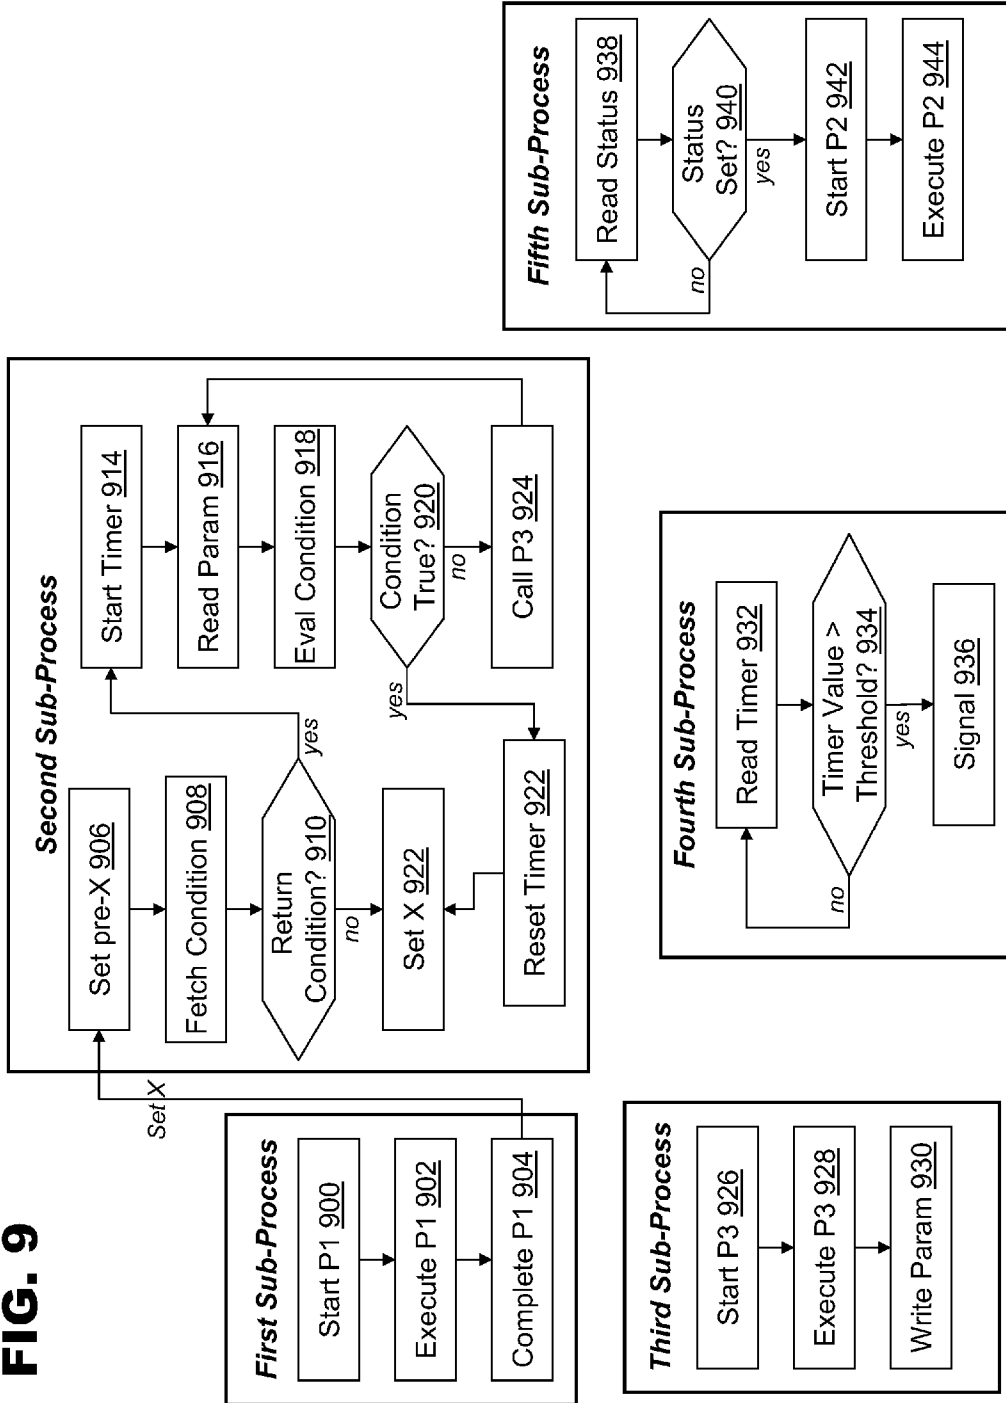 FIG. 9
First Sub-Process
Start P1 900
Execute P1 902
Complete P1 904
Set X
Second Sub-Process
Set pre-X 906
Fetch Condition 908
Return
Condition? 910
yes
no
Set X 922
Reset Timer 922
Start Timer 914
Read Param 916
Eval Condition 918
Condition
True? 920
yes
no
Call P3 924
Third Sub-Process
Start P3 926
Execute P3 928
Write Param 930
Fourth Sub-Process
Read Timer 932
Timer Value >
Threshold? 934
no
yes
Signal 936
Fifth Sub-Process
Read Status 938
Status
Set? 940
no
yes
Start P2 942
Execute P2 944